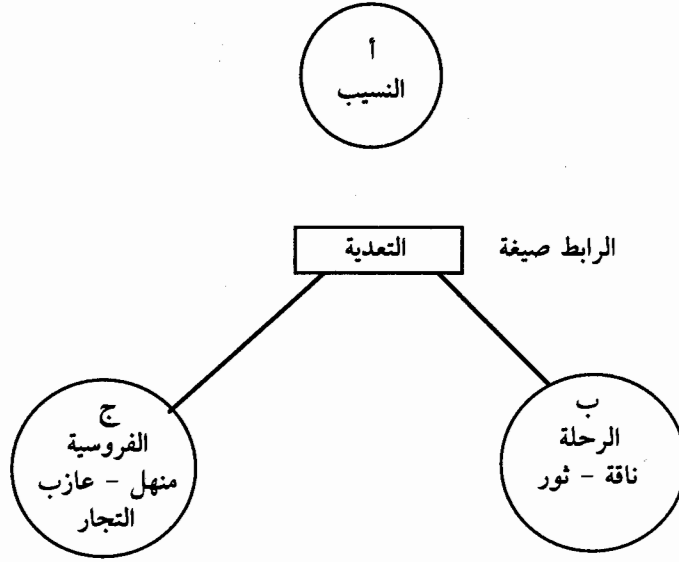 أ
النسيب
الرابط صيغة
التعدية
ب
الرحلة
ناقة - ثور
ج
الفروسية
منهل - عازب
التجار